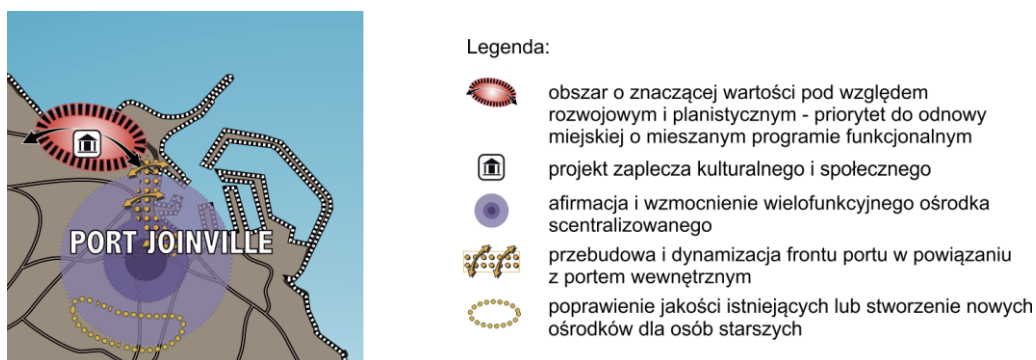 PORT JOINVILLE
Legenda:
obszar o znaczącej wartości pod względem
rozwojowym i planistycznym - priorytet do odnowy
miejskiej o mieszanym programie funkcjonalnym
projekt zaplecza kulturalnego i społecznego
afirmacja i wzmocnienie wielofunkcyjnego ośrodka
scentralizowanego
przebudowa i dynamizacja frontu portu w powiązaniu
z portem wewnętrznym
poprawienie jakości istniejących lub stworzenie nowych
ośrodków dla osób starszych